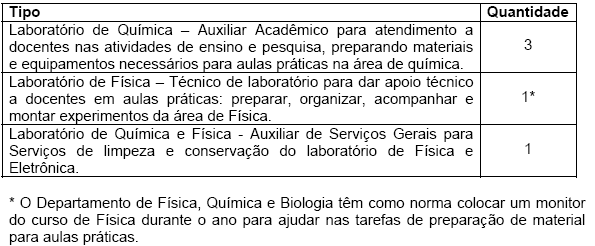 Tipo Quantidade
Laboratório de Química – Auxiliar Acadêmico para atendimento a
docentes nas atividades de ensino e pesquisa, preparando materiais
e equipamentos necessários para aulas práticas na área de química.
3
Laboratório de Física – Técnico de laboratório para dar apoio técnico
a docentes em aulas práticas: preparar, organizar, acompanhar e
montar experimentos da área de Física.
1*
Laboratório de Química e Física - Auxiliar de Serviços Gerais para
Serviços de limpeza e conservação do laboratório de Física e
Eletrônica.
1
* O Departamento de Física, Química e Biologia têm como norma colocar um monitor
do curso de Física durante o ano para ajudar nas tarefas de preparação de material
para aulas práticas.